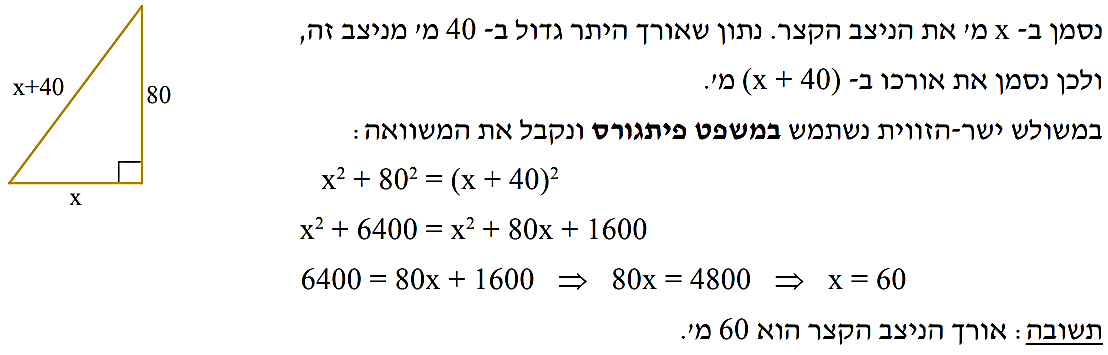 נסמן ב- x מ׳ את הניצב הקצר. נתון שאורך היתר גדול ב- 40 מ׳ מניצב זה,
ולכן נסמן את אורכו ב- (x + 40) מ׳.
במשולש ישר-הזווית נשתמש במשפט פיתגורס ונקבל את המשוואה:
x² + 80² = (x + 40)²
x² + 6400 = x² + 80x + 1600
6400 = 80x + 1600 ⇒ 80x = 4800 ⇒ x = 60
תשובה: אורך הניצב הקצר הוא 60 מ׳.
x+40
80
x